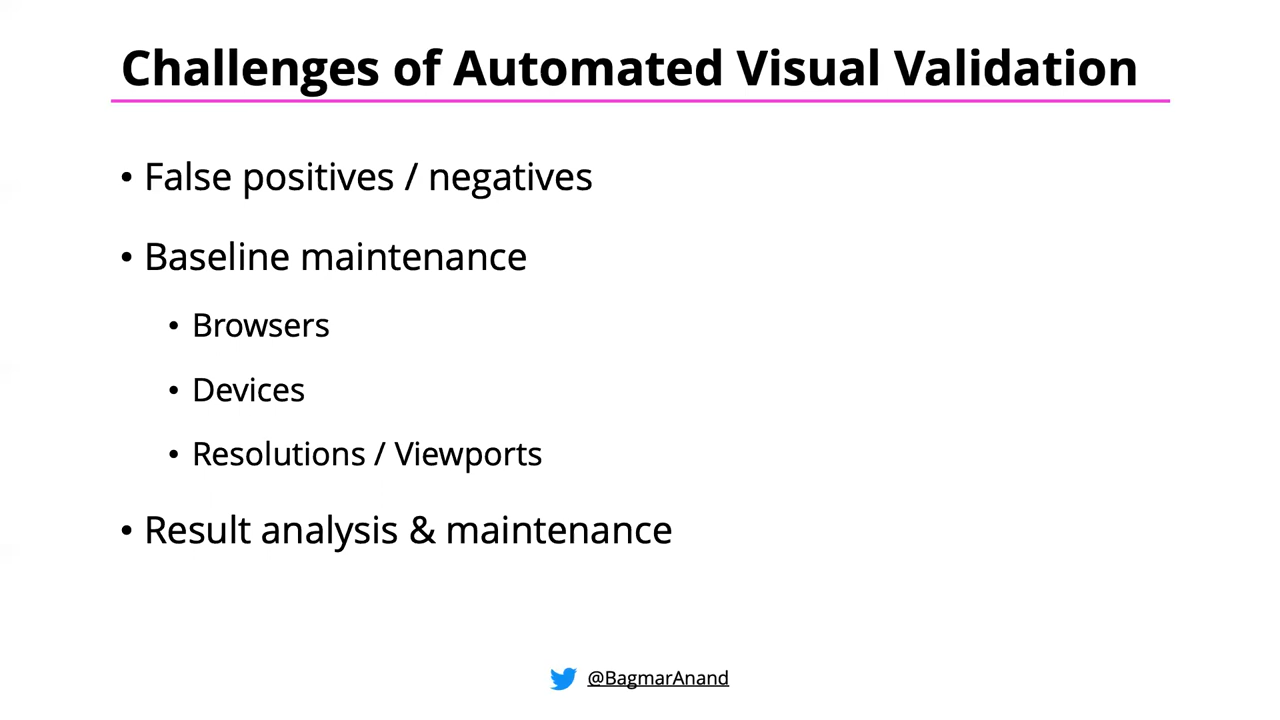 Challenges of Automated Visual Validation
• False positives / negatives
• Baseline maintenance
• Browsers
• Devices
• Resolutions / Viewports
• Result analysis & maintenance
@BagmarAnand